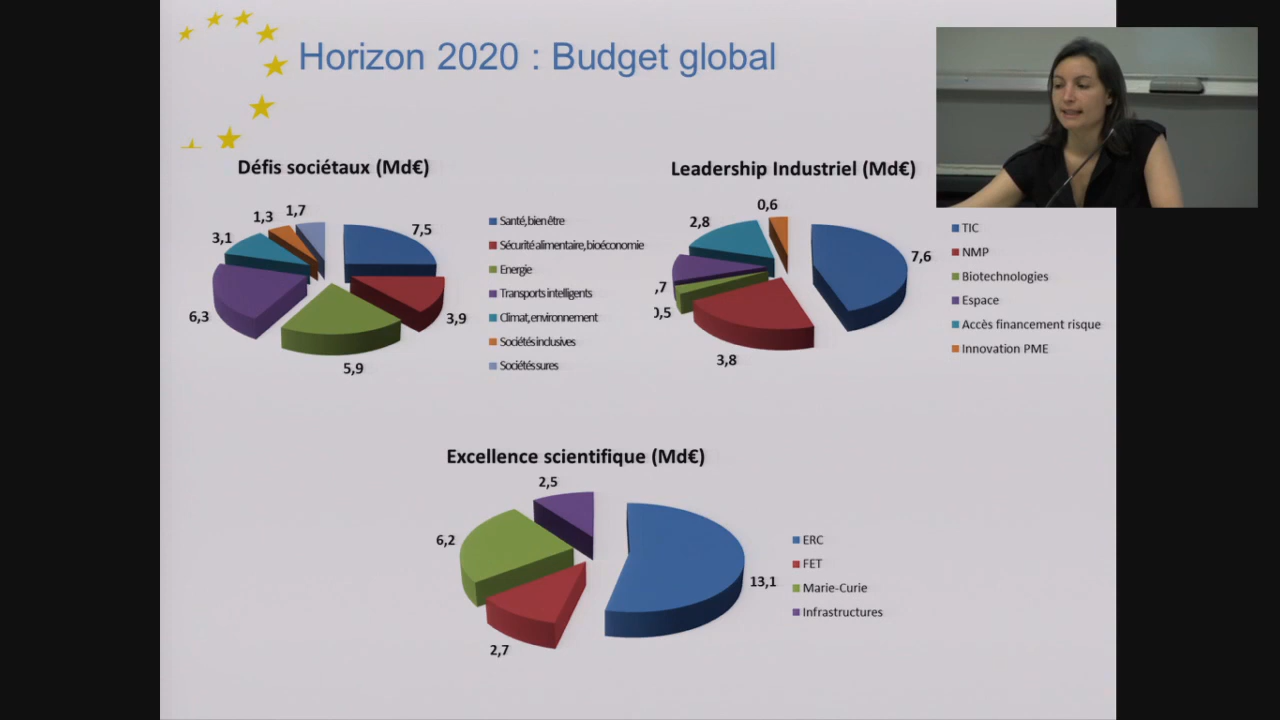 Horizon 2020 : Budget global
Défis sociétaux (Md€)
1,3
1,7
7,5
3,1
6,3
3,9
5,9
Santé, bien être
Sécurité alimentaire, bioéconomie
Energie
Transports intelligents
Climat, environnement
Sociétés inclusives
Sociétés sures
Leadership Industriel (Md€)
0,6
2,8
7,6
,7
0,5
3,8
TIC
NMP
Biotechnologies
Espace
Accès financement risque
Innovation PME
Excellence scientifique (Md€)
2,5
6,2
13,1
2,7
ERC
FET
Marie-Curie
Infrastructures